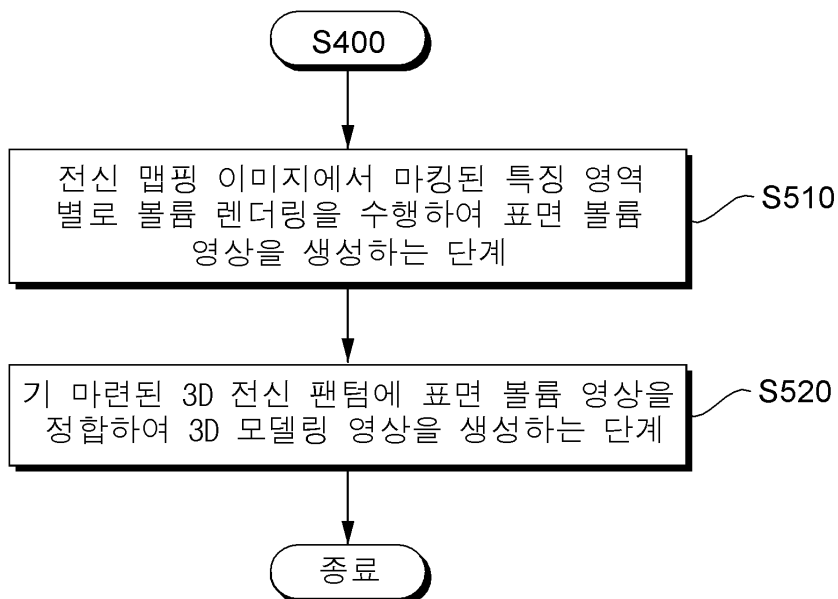 S400
전신 맵핑 이미지에서 마킹된 특징 영역
별로 볼륨 렌더링을 수행하여 표면 볼륨
영상을 생성하는 단계
S510
기 마련된 3D 전신 팬텀에 표면 볼륨 영상을
정합하여 3D 모델링 영상을 생성하는 단계
S520
종료